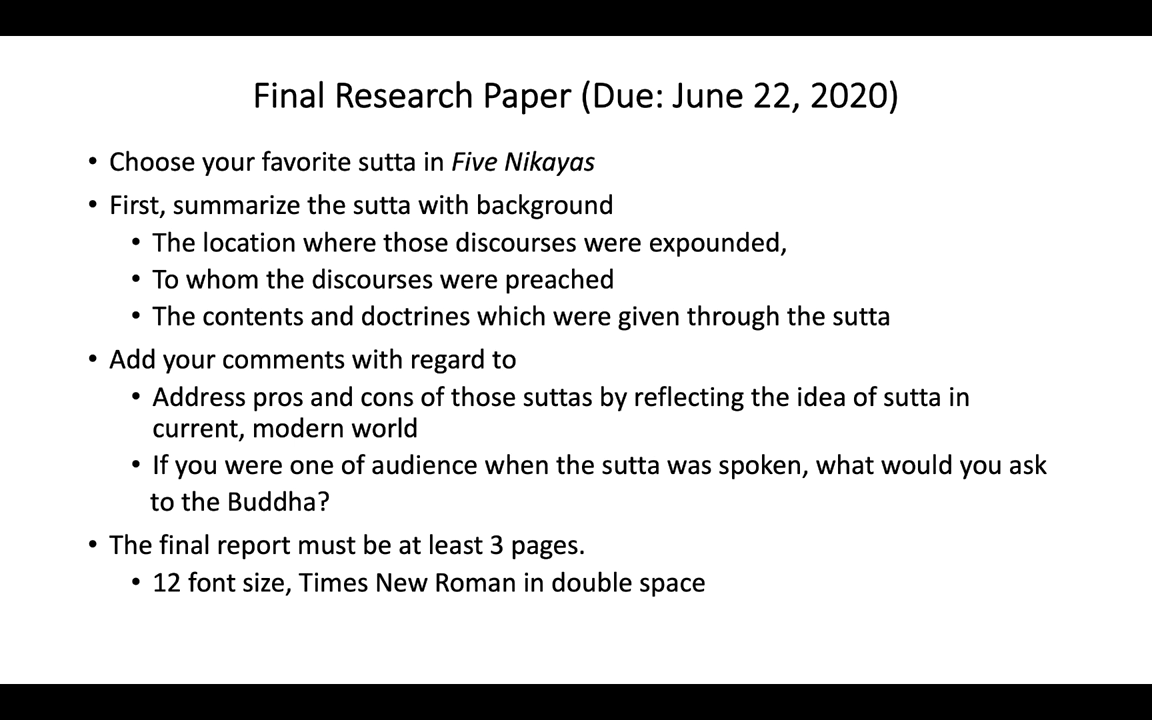 Final Research Paper (Due: June 22, 2020)
• Choose your favorite sutta in Five Nikayas
• First, summarize the sutta with background
• The location where those discourses were expounded,
• To whom the discourses were preached
• The contents and doctrines which were given through the sutta
• Add your comments with regard to
• Address pros and cons of those suttas by reflecting the idea of sutta in
current, modern world
• If you were one of audience when the sutta was spoken, what would you ask
to the Buddha?
• The final report must be at least 3 pages.
• 12 font size, Times New Roman in double space